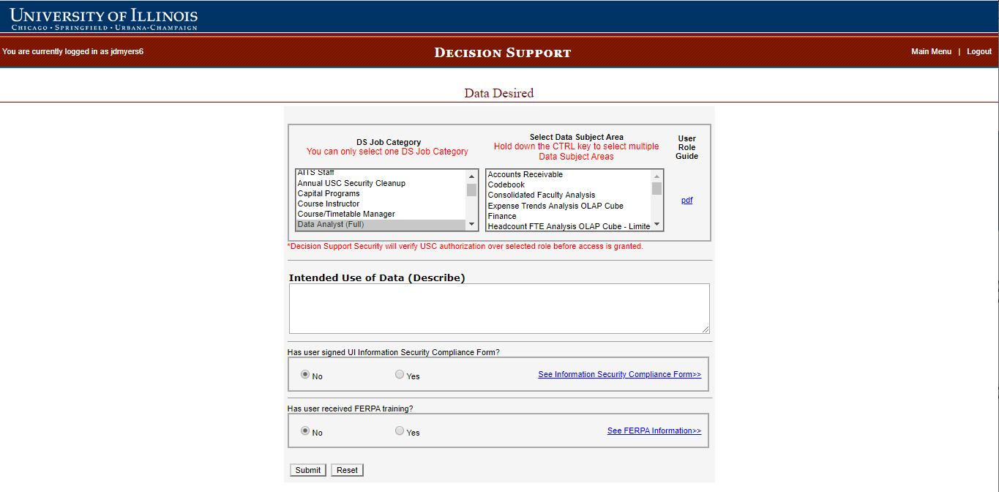 UNIVERSITY OF ILLINOIS
CHICAGO • SPRINGFIELD • URBANA-CHAMPAIGN
You are currently logged in as jdmyers6
DECISION SUPPORT
Main Menu | Logout
Data Desired
DS Job Category
You can only select one DS Job Category
Select Data Subject Area
Hold down the CTRL key to select multiple
Data Subject Areas
User
Role
Guide
AITS Staff
Annual USC Security Cleanup
Capital Programs
Course Instructor
Course/Timetable Manager
Data Analyst (Full)
Accounts Receivable
Codebook
Consolidated Faculty Analysis
Expense Trends Analysis OLAP Cube
Finance
Headcount FTE Analysis OLAP Cube - Limite
pdf
*Decision Support Security will verify USC authorization over selected role before access is granted.
Intended Use of Data (Describe)
Has user signed UI Information Security Compliance Form?
No Yes See Information Security Compliance Form>>
Has user received FERPA training?
No Yes See FERPA Information>>
Submit Reset